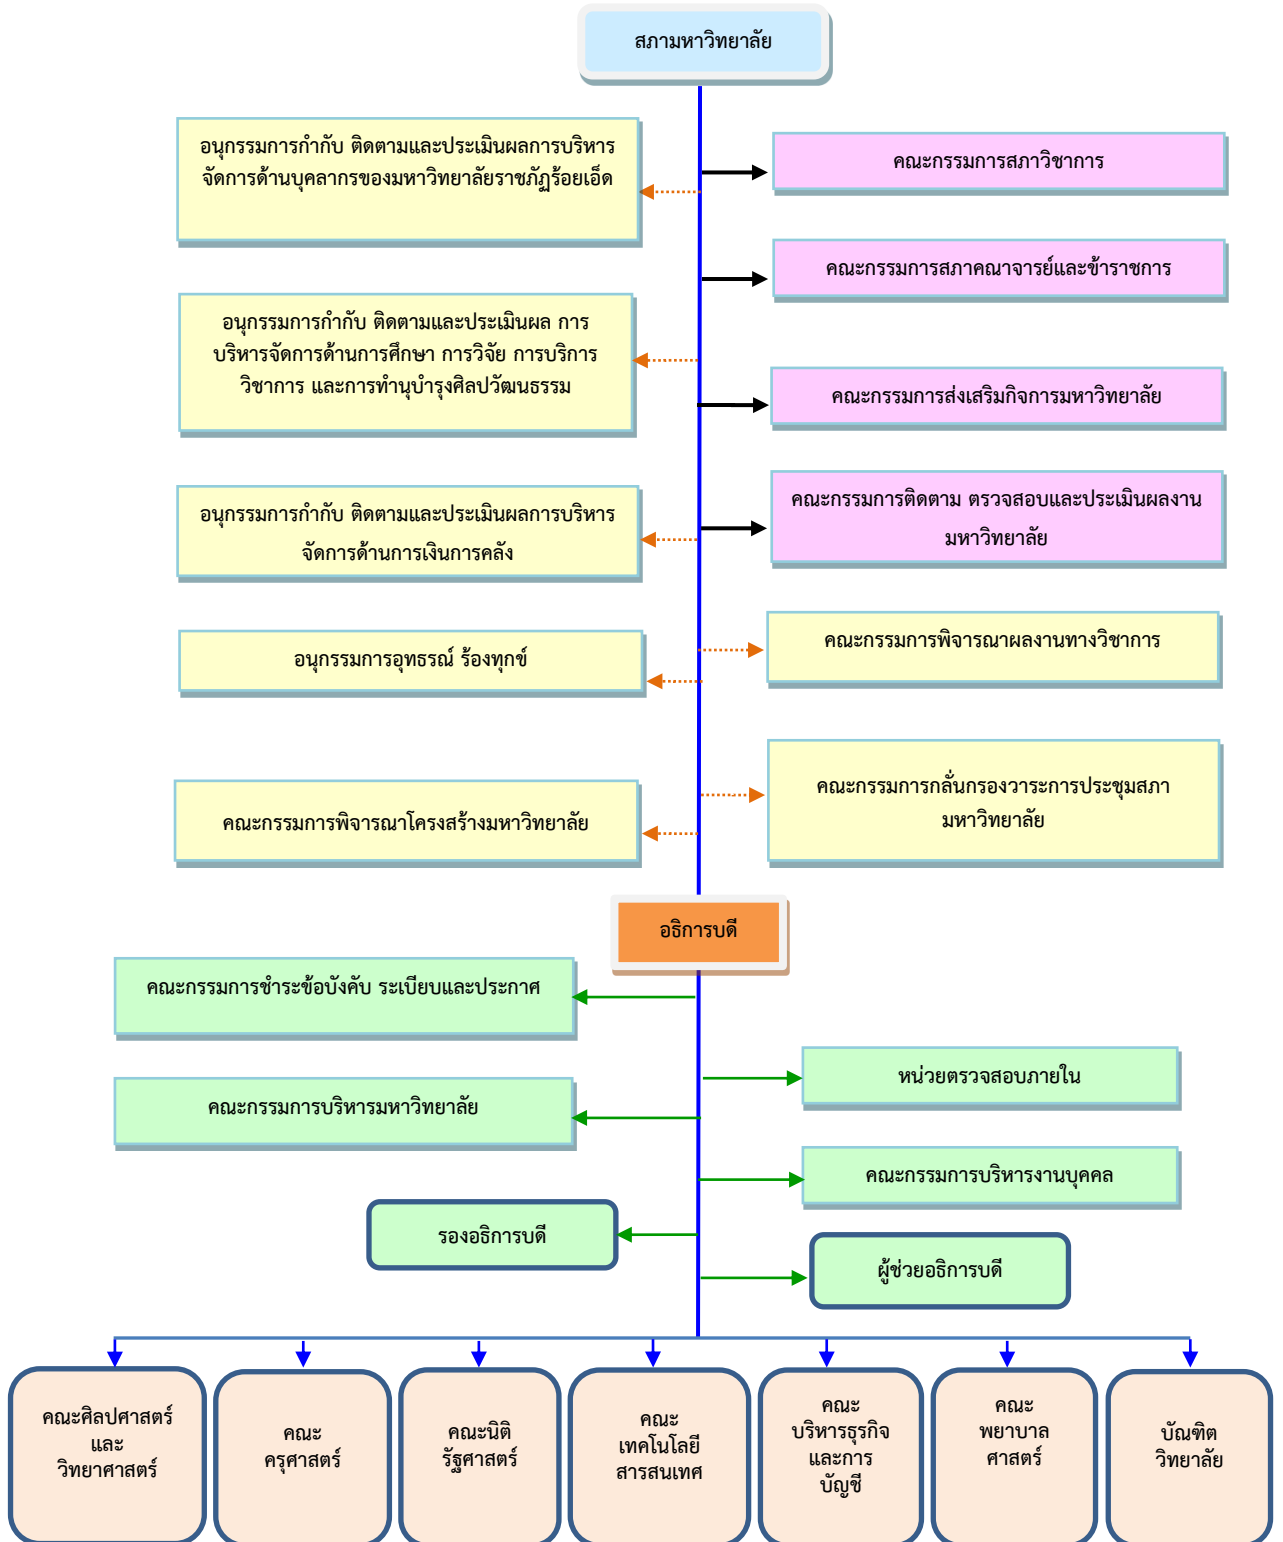 สภามหาวิทยาลัย
อนุกรรมการกำกับ ติดตามและประเมินผลการบริหาร
จัดการด้านบุคลากรของมหาวิทยาลัยราชภัฏร้อยเอ็ด
คณะกรรมการสภาวิชาการ
คณะกรรมการสภาคณาจารย์และข้าราชการ
อนุกรรมการกำกับ ติดตามและประเมินผล การ
บริหารจัดการด้านการศึกษา การวิจัย การบริการ
วิชาการ และการทำนุบำรุงศิลปวัฒนธรรม
คณะกรรมการส่งเสริมกิจการมหาวิทยาลัย
อนุกรรมการกำกับ ติดตามและประเมินผลการบริหาร
จัดการด้านการเงินการคลัง
คณะกรรมการติดตาม ตรวจสอบและประเมินผลงาน
มหาวิทยาลัย
คณะกรรมการพิจารณาผลงานทางวิชาการ
อนุกรรมการอุทธรณ์ ร้องทุกข์
คณะกรรมการกลั่นกรองวาระการประชุมสภา
มหาวิทยาลัย
คณะกรรมการพิจารณาโครงสร้างมหาวิทยาลัย
อธิการบดี
คณะกรรมการชำระข้อบังคับ ระเบียบและประกาศ
หน่วยตรวจสอบภายใน
คณะกรรมการบริหารมหาวิทยาลัย
คณะกรรมการบริหารงานบุคคล
รองอธิการบดี
ผู้ช่วยอธิการบดี
คณะศิลปศาสตร์
และ
วิทยาศาสตร์
คณะ
ครุศาสตร์
คณะนิติ
รัฐศาสตร์
คณะ
เทคโนโลยี
สารสนเทศ
คณะ
บริหารธุรกิจ
และการ
บัญชี
คณะ
พยาบาล
ศาสตร์
บัณฑิต
วิทยาลัย